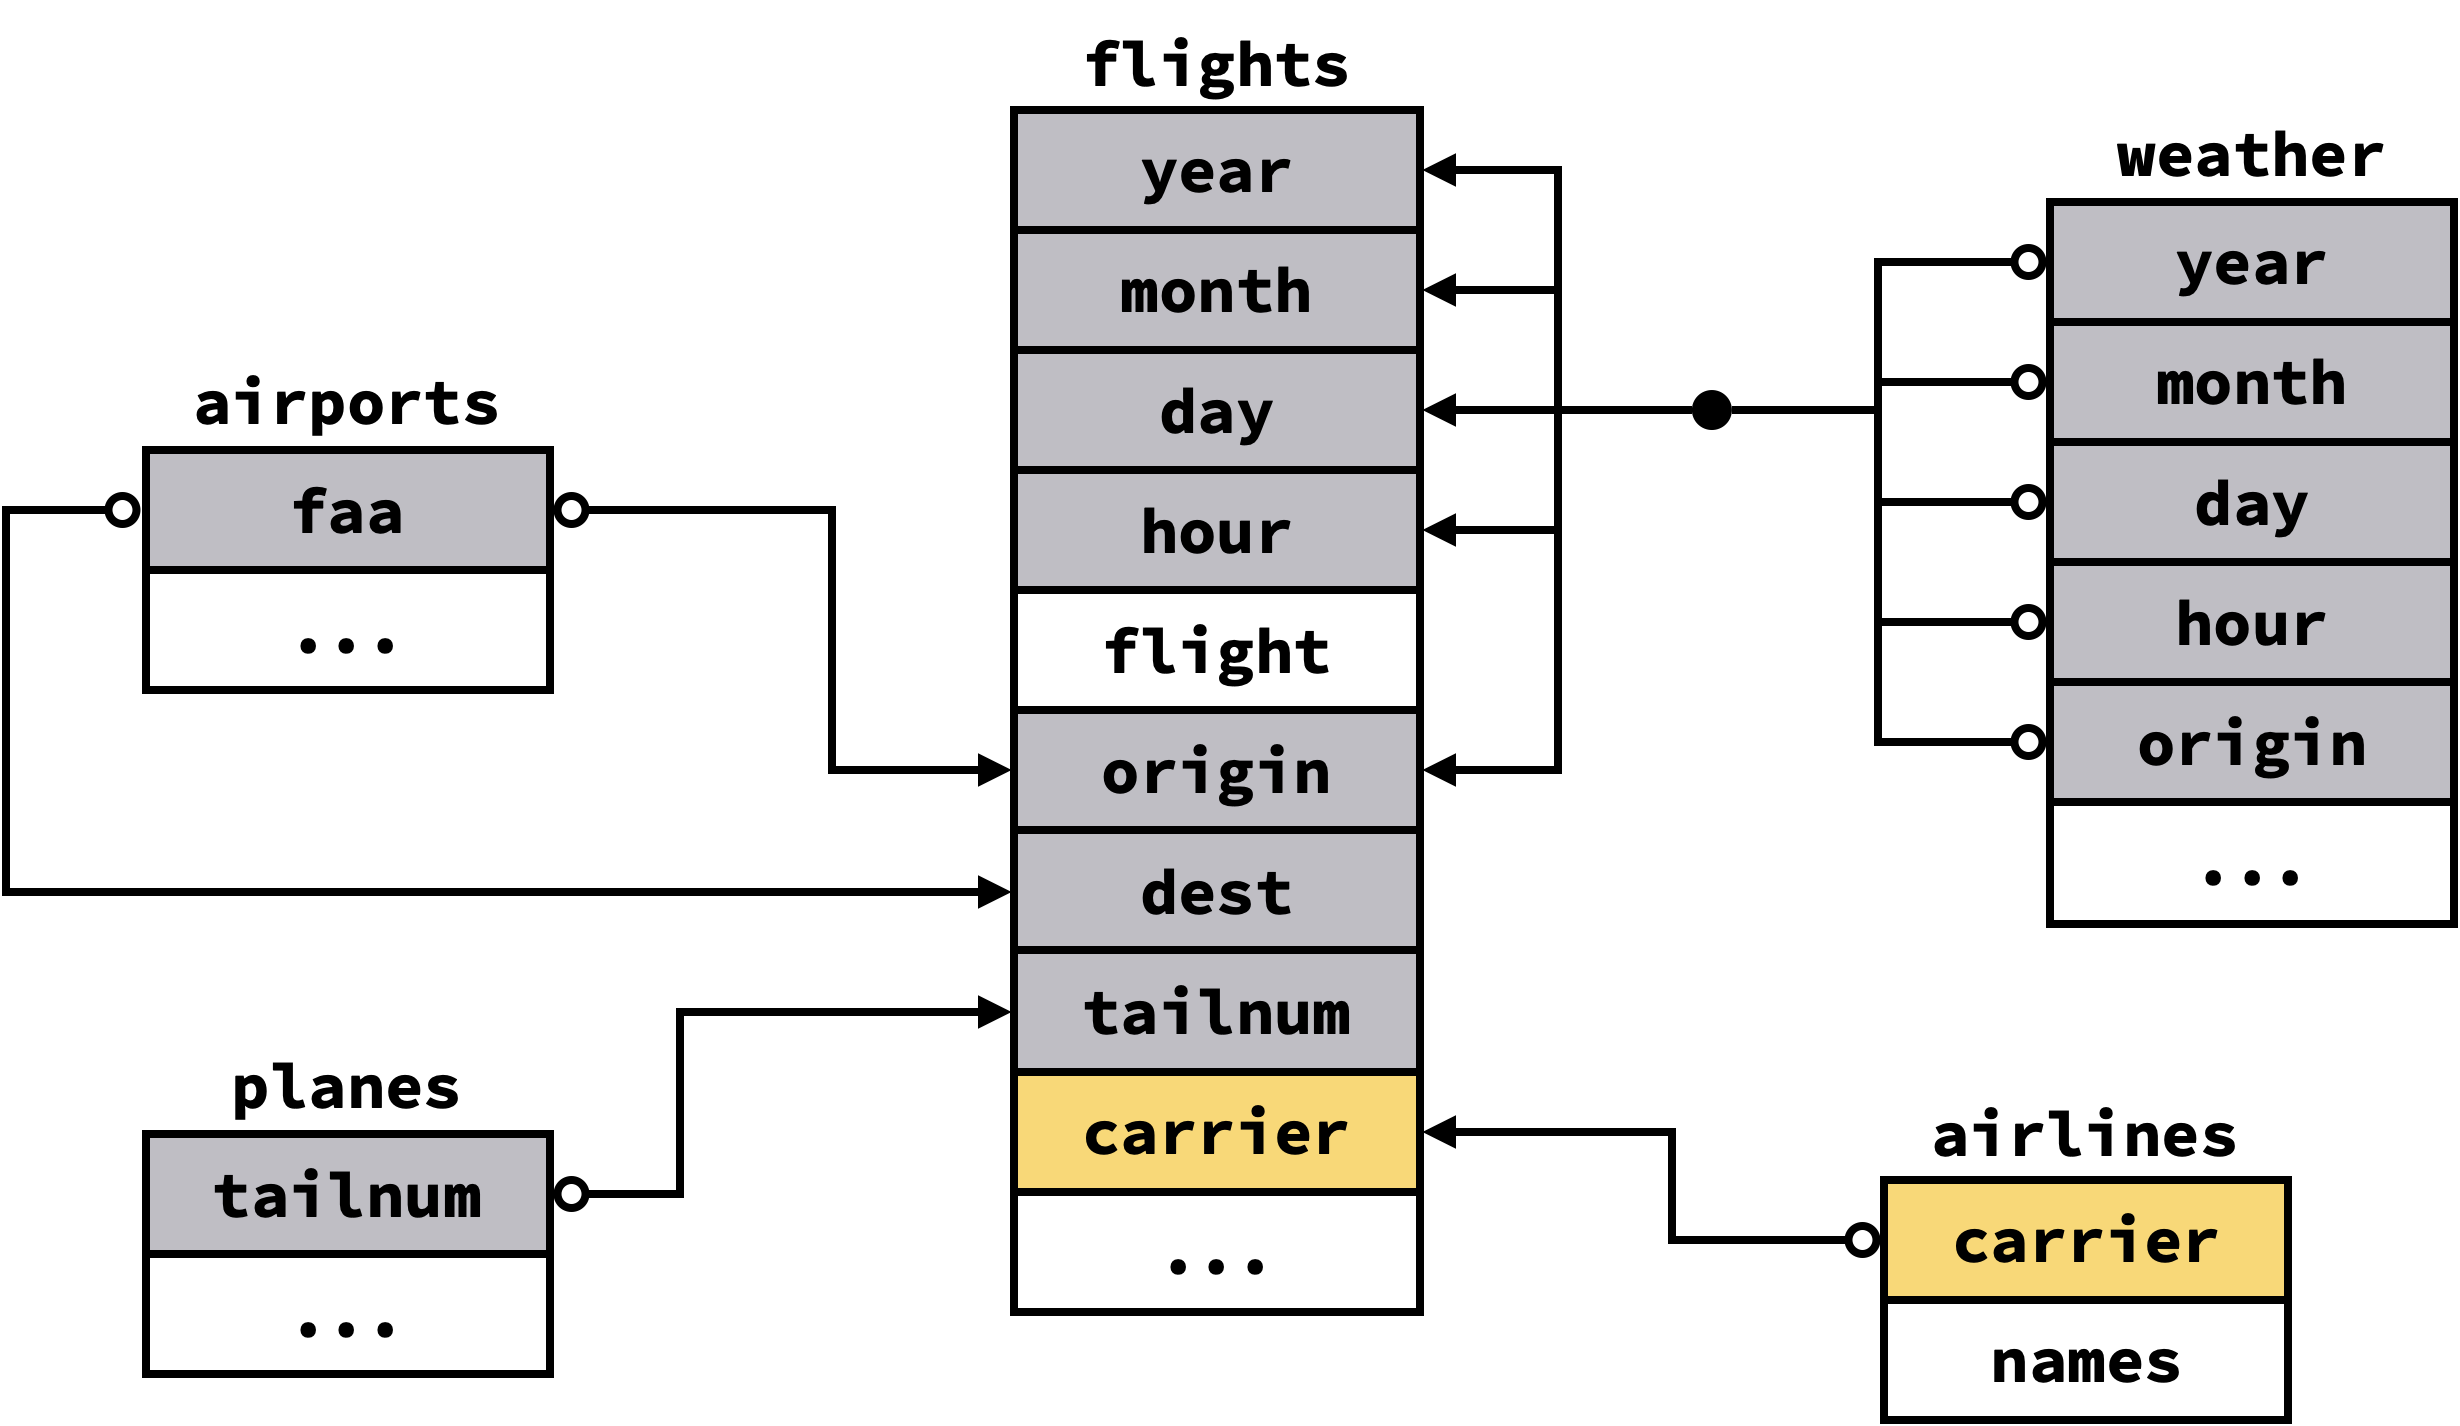 flights
year
month
day
hour
flight
origin
dest
tailnum
carrier
...
weather
year
month
day
hour
origin
...
airports
faa
...
planes
tailnum
...
airlines
carrier
names